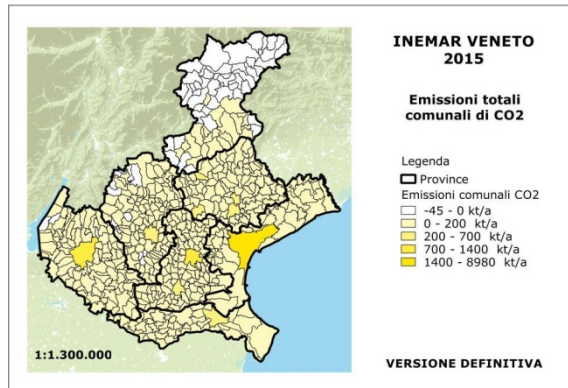 INEMAR VENETO
2015
Emissioni totali
comunali di CO2
Legenda
Province
Emissioni comunali CO2
-45 - 0 kt/a
0 - 200 kt/a
200 - 700 kt/a
700 - 1400 kt/a
1400 - 8980 kt/a
1:1.300.000
VERSIONE DEFINITIVA